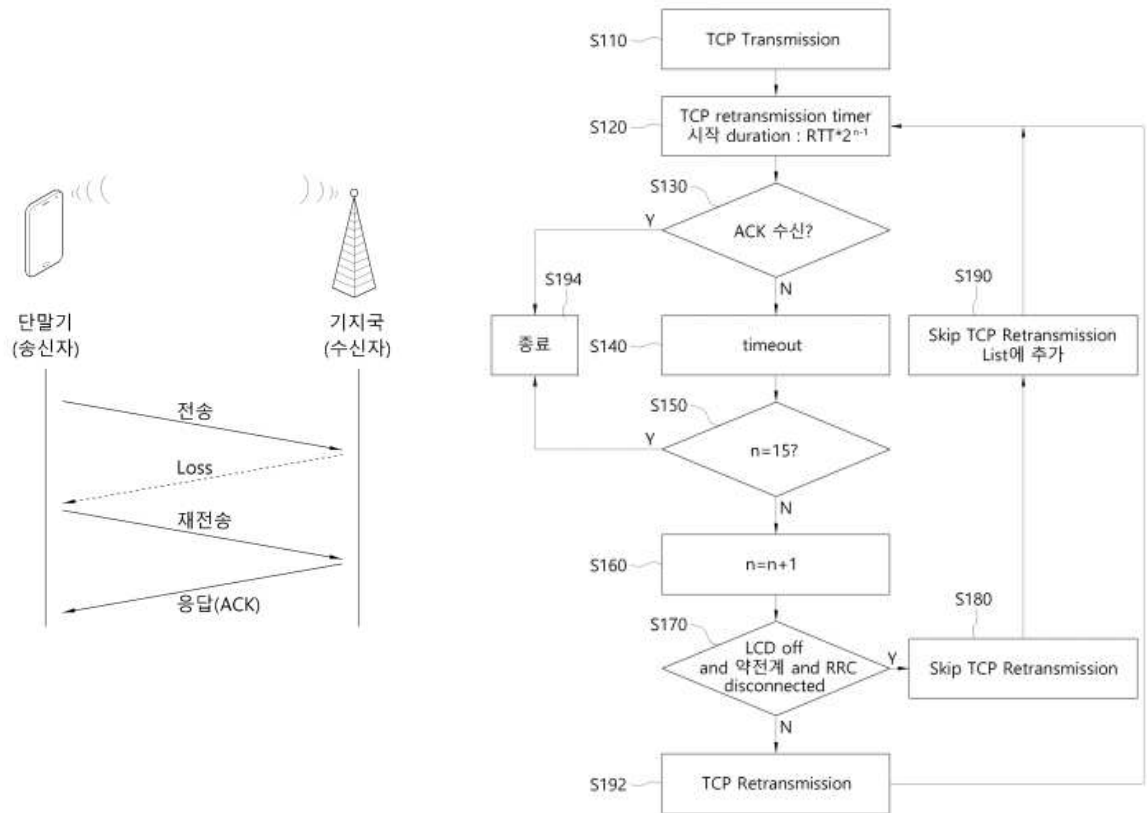 단말기
(송신자)
기지국
(수신자)
전송
Loss
재전송
응답(ACK)
S110
TCP Transmission
S120
TCP retransmission timer
시작 duration : RTT*2ⁿ⁻¹
S130
ACK 수신?
Y
N
S194
종료
S140
timeout
S190
Skip TCP Retransmission
List에 추가
S150
n=15?
Y
N
S160
n=n+1
S170
LCD off
and 약전계 and RRC
disconnected
Y
N
S180
Skip TCP Retransmission
S192
TCP Retransmission